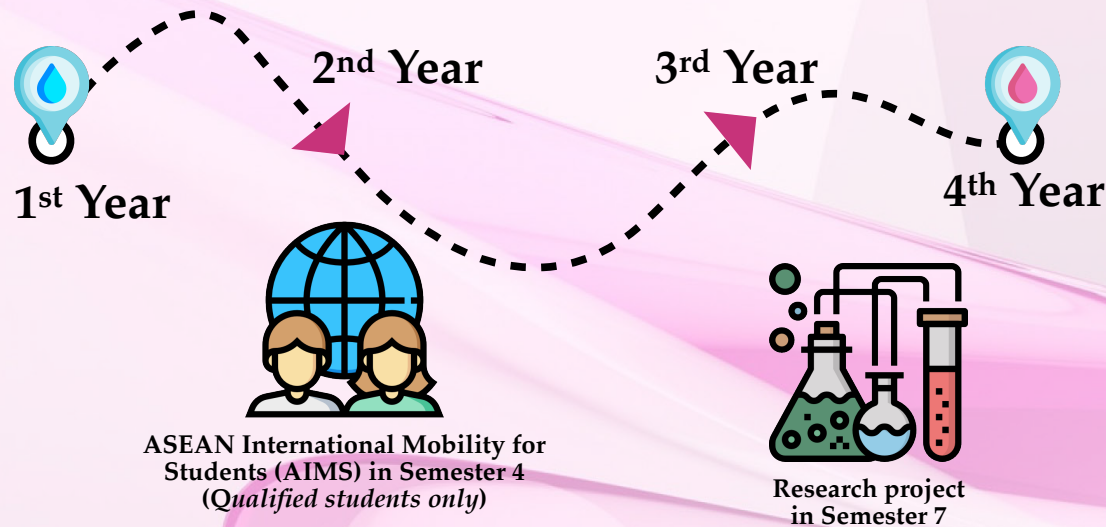 2nd Year
3rd Year
1st Year
4th Year
ASEAN International Mobility for
Students (AIMS) in Semester 4
(Qualified students only)
Research project
in Semester 7